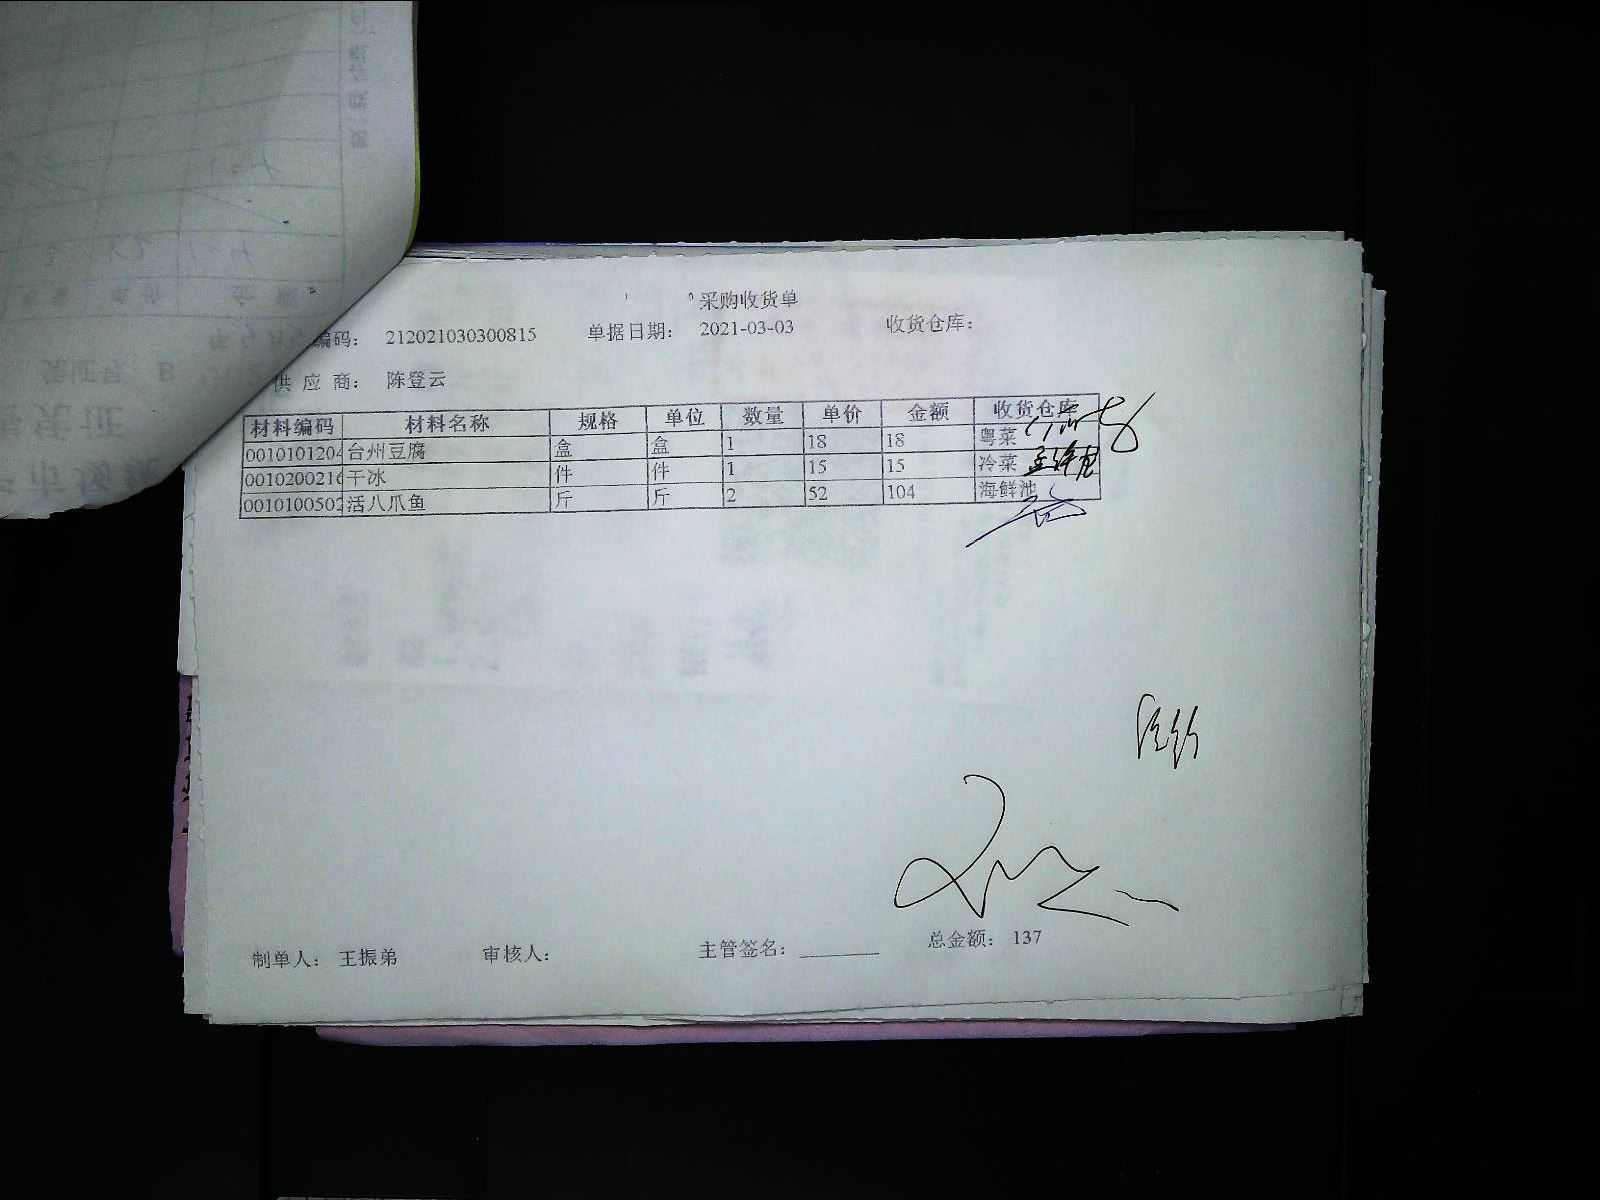 采购收货单
编码： 212021030300815 单据日期： 2021-03-03 收货仓库：
供 应 商： 陈登云
材料编码 材料名称 规格 单位 数量 单价 金额 收货仓库
0010101204 台州豆腐 盒 盒 1 18 18 粤菜
0010200216 干冰 件 件 1 15 15 冷菜
0010100502 活八爪鱼 斤 斤 2 52 104 海鲜池
制单人： 王振弟 审核人： 主管签名： 总金额： 137